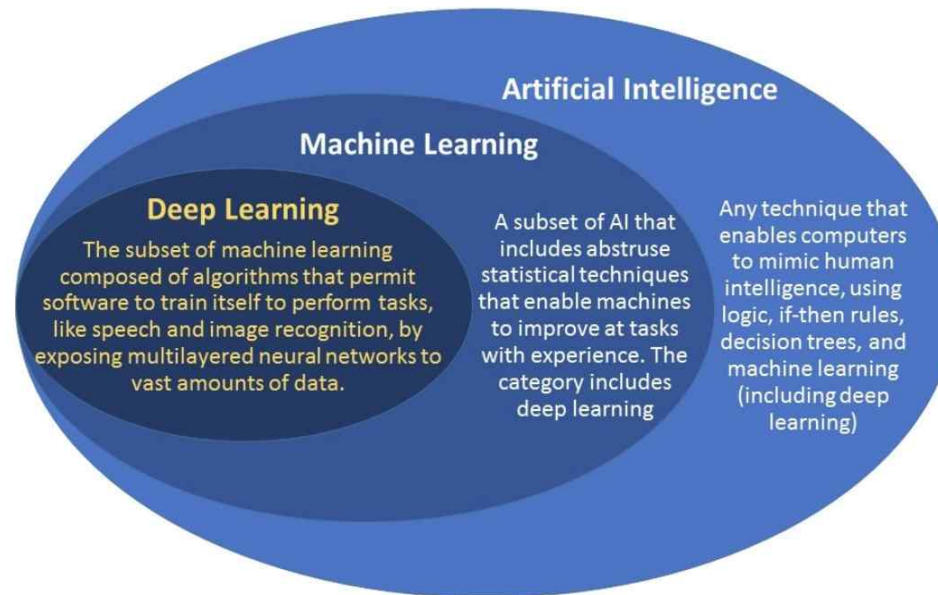 Artificial Intelligence
Machine Learning
Deep Learning
The subset of machine learning
composed of algorithms that permit
software to train itself to perform tasks,
like speech and image recognition, by
exposing multilayered neural networks to
vast amounts of data.
A subset of AI that
includes abstruse
statistical techniques
that enable machines
to improve at tasks
with experience. The
category includes
deep learning
Any technique that
enables computers
to mimic human
intelligence, using
logic, if-then rules,
decision trees, and
machine learning
(including deep
learning)